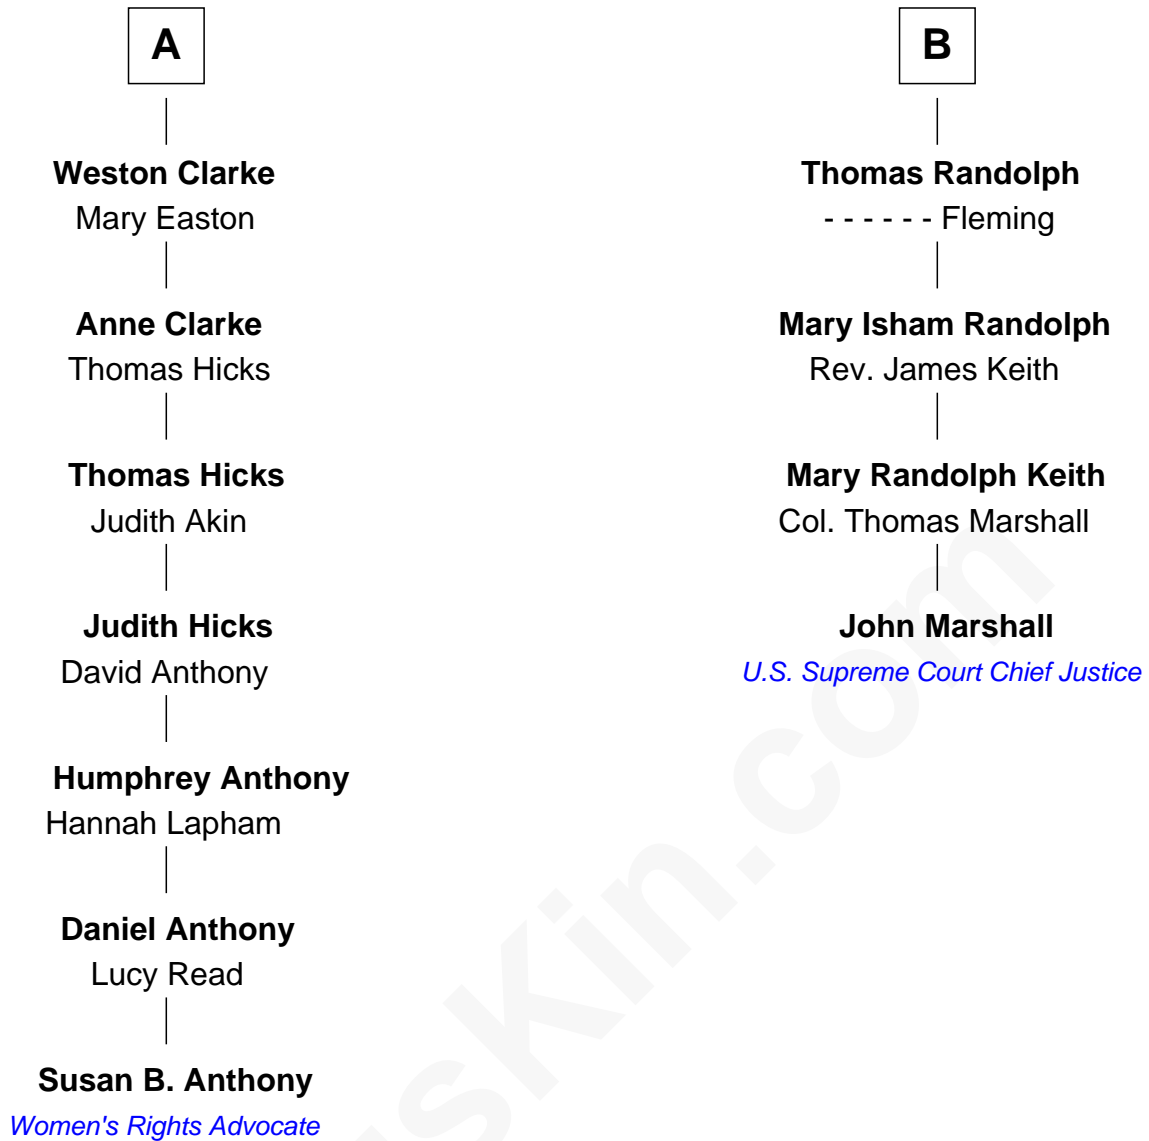 A
Weston Clarke
Mary Easton
Anne Clarke
Thomas Hicks
Thomas Hicks
Judith Akin
Judith Hicks
David Anthony
Humphrey Anthony
Hannah Lapham
Daniel Anthony
Lucy Read
Susan B. Anthony
Women's Rights Advocate
B
Thomas Randolph
- - - - - - Fleming
Mary Isham Randolph
Rev. James Keith
Mary Randolph Keith
Col. Thomas Marshall
John Marshall
U.S. Supreme Court Chief Justice
usKin.com